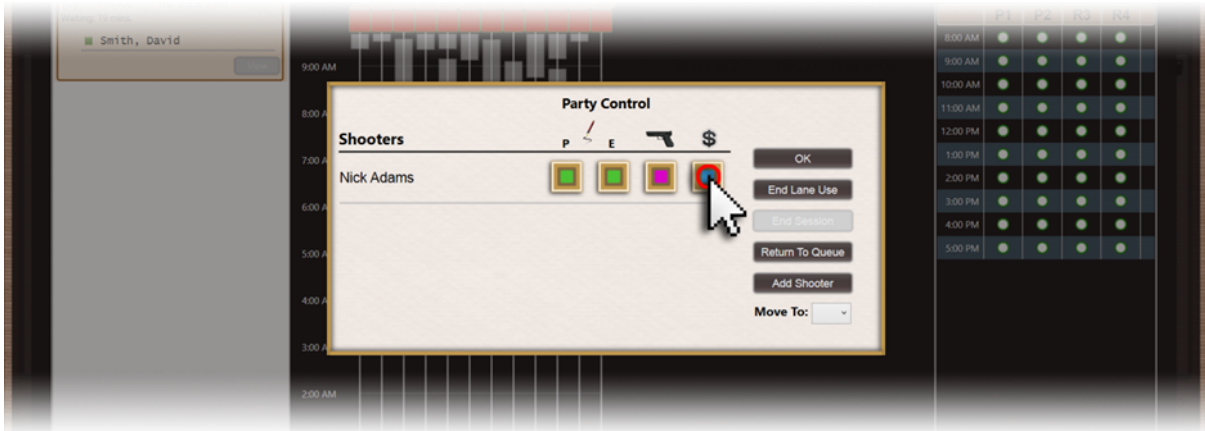 Waiting: 19 mins.
Smith, David
9:00 AM
8:00 A
7:00 A
6:00 A
5:00 A
4:00 A
3:00 A
2:00 AM
Party Control
Shooters
P E $
Nick Adams
OK
End Lane Use
End Session
Return To Queue
Add Shooter
Move To:
P1 P2 R3 R4
8:00 AM
9:00 AM
10:00 AM
11:00 AM
12:00 PM
1:00 PM
2:00 PM
3:00 PM
4:00 PM
5:00 PM